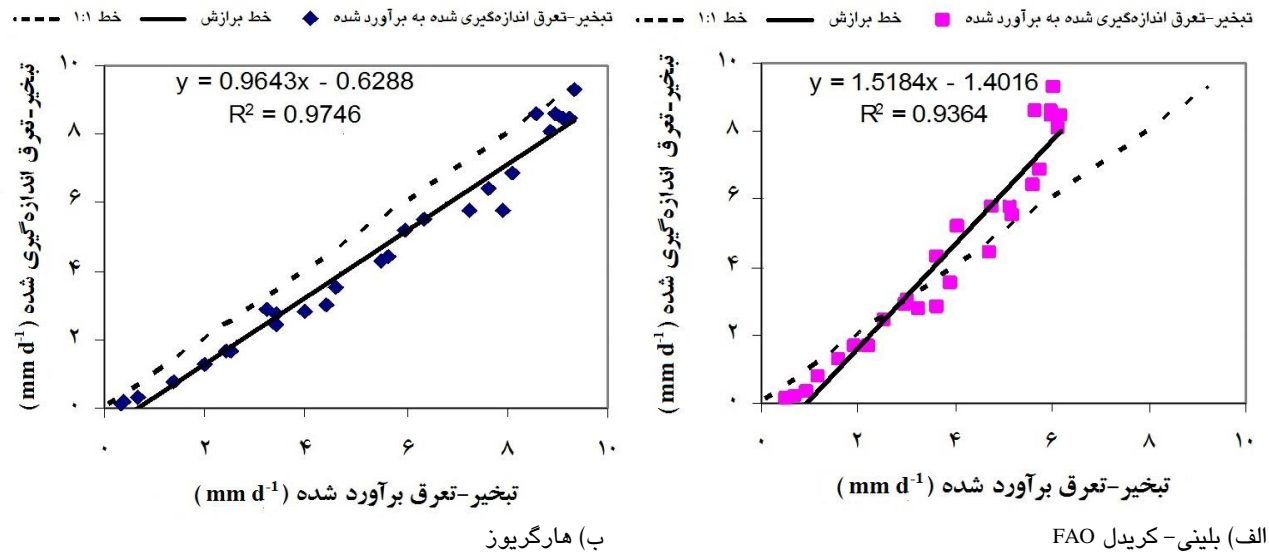 تبخیر-تعرق اندازه‌گیری شده به برآورد شده خط برازش خط ۱:۱
y = 1.5184x - 1.4016
R² = 0.9364
تبخیر-تعرق اندازه‌گیری شده (mm d⁻¹)
۱۰
۸
۶
۴
۲
۰
۰ ۲ ۴ ۶ ۸ ۱۰
تبخیر-تعرق برآورد شده (mm d⁻¹)
الف) بلینی- کریدل FAO
تبخیر-تعرق اندازه‌گیری شده به برآورد شده خط برازش خط ۱:۱
y = 0.9643x - 0.6288
R² = 0.9746
تبخیر-تعرق اندازه‌گیری شده (mm d⁻¹)
۱۰
۸
۶
۴
۲
۰
۰ ۲ ۴ ۶ ۸ ۱۰
تبخیر-تعرق برآورد شده (mm d⁻¹)
ب) هارگریوز